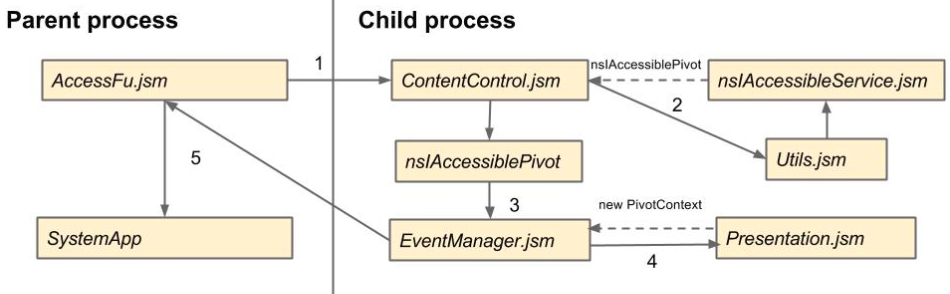 Parent process
Child process
AccessFu.jsm
1
ContentControl.jsm
nsIAccessiblePivot
nsIAccessibleService.jsm
2
5
nsIAccessiblePivot
Utils.jsm
3
new PivotContext
SystemApp
EventManager.jsm
4
Presentation.jsm